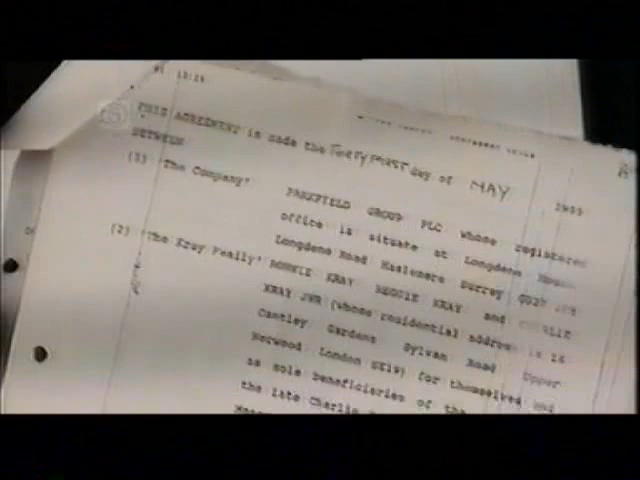 THIS AGREEMENT is made the THIRTY FIRST day of MAY
BETWEEN
(1) 'The Company' PARKFIELD GROUP PLC whose registered
office is situate at Longdene House
Longdene Road Haslemere Surrey GU27
(2) 'The Kray Family' RONNIE KRAY REGGIE KRAY and CHARLIE
KRAY JNR (whose residential address is 16
Cantley Gardens Sylvan Road Upper
Norwood London SE19) for themselves and
as sole beneficiaries of the
the late Charlie